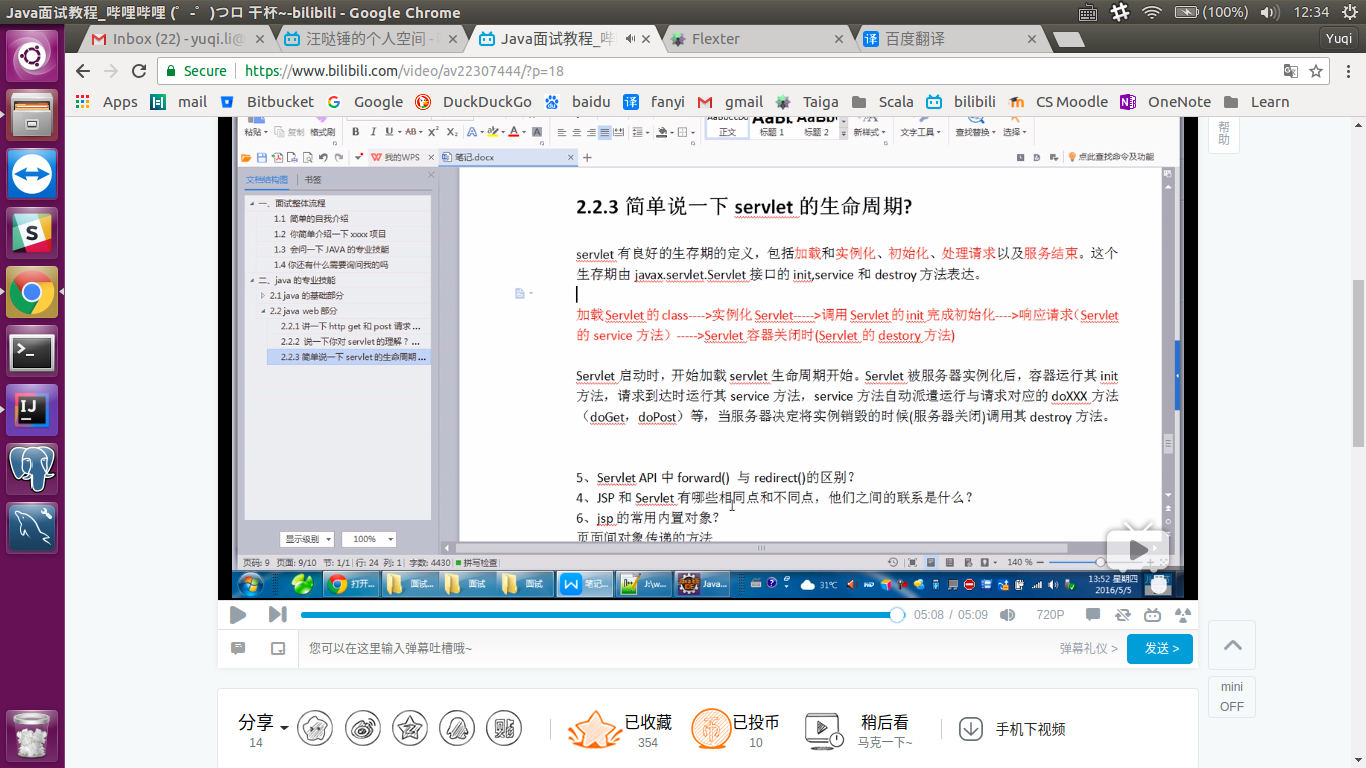 Java面试教程_哔哩哔哩 (゜-゜)つロ 干杯~-bilibili - Google Chrome
(100%)
12:34
Inbox (22) - yuqi.li@
汪哒锤的个人空间 -
Java面试教程_哔
Flexter
百度翻译
Yuqi
Secure
https://www.bilibili.com/video/av22307444/?p=18
Apps
mail
Bitbucket
Google
DuckDuckGo
baidu
fanyi
gmail
Taiga
Scala
bilibili
CS Moodle
OneNote
Learn
粘贴
复制
格式刷
B I U AB X² X₂
正文
标题 1
标题 2
新样式
文字工具
查找替换
选择
我的WPS
笔记.docx
点此查找命令及功能
帮助
文档结构图
书签
一、面试整体流程
1.1 简单的自我介绍
1.2 你简单介绍一下 xxxx 项目
1.3 会问一下 JAVA 的专业技能
1.4 你还有什么需要询问我的吗
二、java 的专业技能
2.1 java 的基础部分
2.2 java web 部分
2.2.1 讲一下 http get 和 post 请求 ...
2.2.2 说一下你对 servlet 的理解？ ...
2.2.3 简单说一下 servlet 的生命周期 ...
2.2.3 简单说一下 servlet 的生命周期?
servlet 有良好的生存期的定义，包括加载和实例化、初始化、处理请求以及服务结束。这个
生存期由 javax.servlet.Servlet 接口的 init,service 和 destroy 方法表达。
加载 Servlet 的 class---->实例化 Servlet----->调用 Servlet 的 init 完成初始化---->响应请求（Servlet
的 service 方法）----->Servlet 容器关闭时(Servlet 的 destory 方法)
Servlet 启动时，开始加载 servlet 生命周期开始。Servlet 被服务器实例化后，容器运行其 init
方法，请求到达时运行其 service 方法，service 方法自动派遣运行与请求对应的 doXXX 方法
（doGet，doPost）等，当服务器决定将实例销毁的时候(服务器关闭)调用其 destroy 方法。
5、Servlet API 中 forward() 与 redirect()的区别？
4、JSP 和 Servlet 有哪些相同点和不同点，他们之间的联系是什么？
6、jsp 的常用内置对象？
页面间对象传递的方法
显示级别
100%
页码: 9 页面: 9/10 节: 1/1 行: 24 列: 1 字数: 4430 拼写检查
140 %
打开...
面试...
面试
面试
笔记...
J:\w...
Java...
31℃
13:52 星期四
2016/5/5
05:08 / 05:09
720P
您可以在这里输入弹幕吐槽哦~
弹幕礼仪 >
发送 >
mini
OFF
分享
14
已收藏
354
已投币
10
稍后看
马克一下~
手机下视频